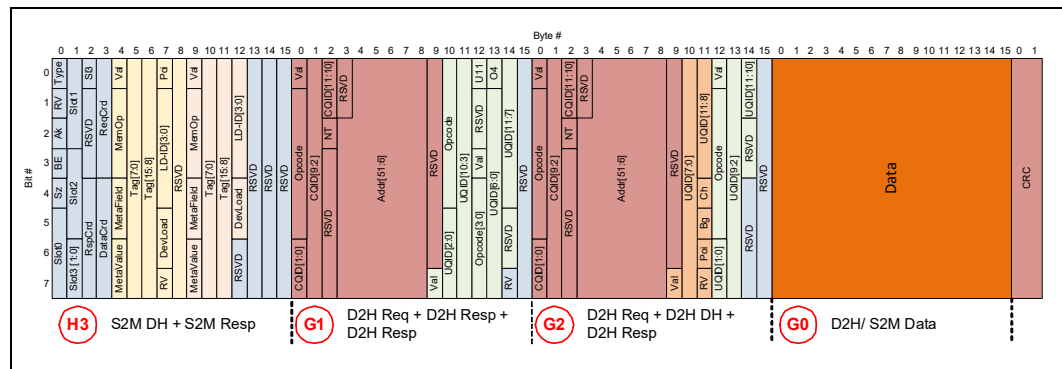 Byte #
0 1 2 3 4 5 6 7 8 9 10 11 12 13 14 15 0 1 2 3 4 5 6 7 8 9 10 11 12 13 14 15 0 1 2 3 4 5 6 7 8 9 10 11 12 13 14 15 0 1 2 3 4 5 6 7 8 9 10 11 12 13 14 15 0 1
Bit #
0
1
2
3
4
5
6
7
Type
RV
Ak
BE
Sz
Slot0
Slot1
Slot2
Slot3 [1:0]
Sl3
RSVD
RspCrd
ReqCrd
DataCrd
Val
MemOp
MetaField
MetaValue
Tag[7:0]
Tag[15:8]
Poi
LD-ID[3:0]
DevLoad
RV
RSVD
Val
MemOp
MetaField
MetaValue
Tag[7:0]
Tag[15:8]
LD-ID[3:0]
DevLoad
RSVD
RSVD
RSVD
RSVD
Val
Opcode
CQID[1:0]
CQID[9:2]
CQID[11:10]
NT
RSVD
RSVD
Addr[51:6]
RSVD
Val
Opcode
UQID[2:0]
UQID[10:3]
U11
RSVD
Val
Opcode[3:0]
O4
UQID[6:0]
UQID[11:7]
RSVD
RV
RSVD
Val
Opcode
CQID[1:0]
CQID[9:2]
CQID[11:10]
NT
RSVD
RSVD
Addr[51:6]
RSVD
Val
UQID[7:0]
UQID[11:8]
Ch
Bg
Poi
RV
Val
Opcode
UQID[1:0]
UQID[9:2]
UQID[11:10]
RSVD
RSVD
RSVD
Data
CRC
H3 S2M DH + S2M Resp
G1 D2H Req + D2H Resp +
D2H Resp
G2 D2H Req + D2H DH +
D2H Resp
G0 D2H/ S2M Data